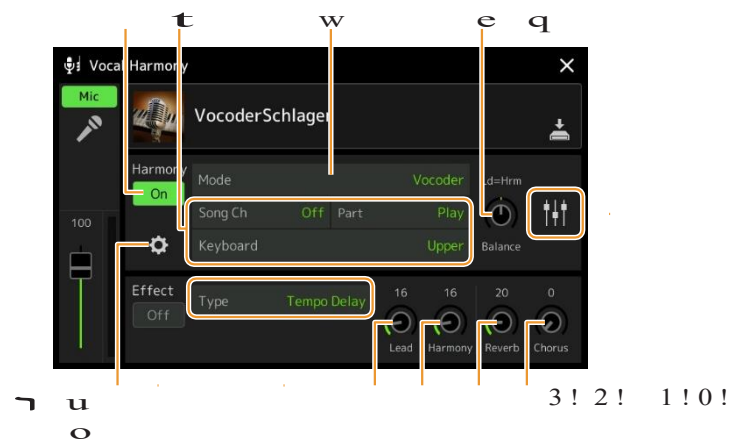 t w e q
Vocal Harmony
Mic
VocoderSchlager
Harmony
On
Mode Vocoder
Ld=Hrm
Song Ch Off Part Play
Keyboard Upper
Balance
100
Effect
Off
Type Tempo Delay
16 16 20 0
Lead Harmony Reverb Chorus
u 3! 2! 1!0!
o